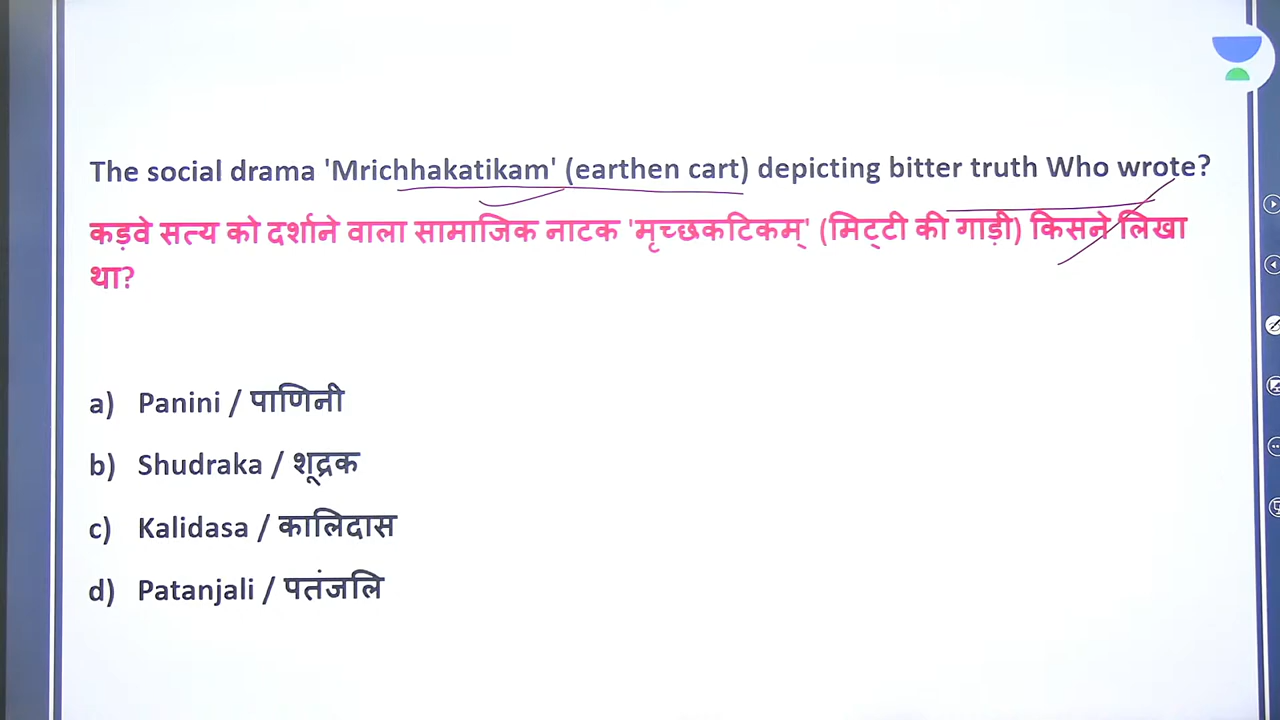 The social drama 'Mrichhakatikam' (earthen cart) depicting bitter truth Who wrote?
कड़वे सत्य को दर्शाने वाला सामाजिक नाटक 'मृच्छकटिकम्' (मिट्टी की गाड़ी) किसने लिखा
था?
a) Panini / पाणिनी
b) Shudraka / शूद्रक
c) Kalidasa / कालिदास
d) Patanjali / पतंजलि